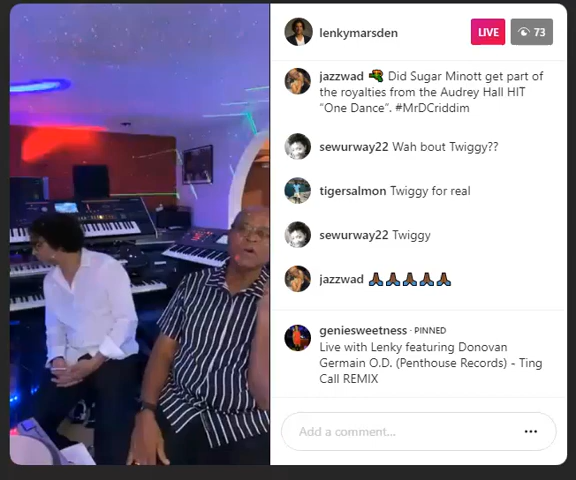 lenkymarsden
LIVE
73
jazzwad Did Sugar Minott get part of
the royalties from the Audrey Hall HIT
"One Dance". #MrDCriddim
sewurway22 Wah bout Twiggy??
tigersalmon Twiggy for real
sewurway22 Twiggy
jazzwad 🙏🏾🙏🏾🙏🏾🙏🏾🙏🏾
geniesweetness · PINNED
Live with Lenky featuring Donovan
Germain O.D. (Penthouse Records) - Ting
Call REMIX
Add a comment...